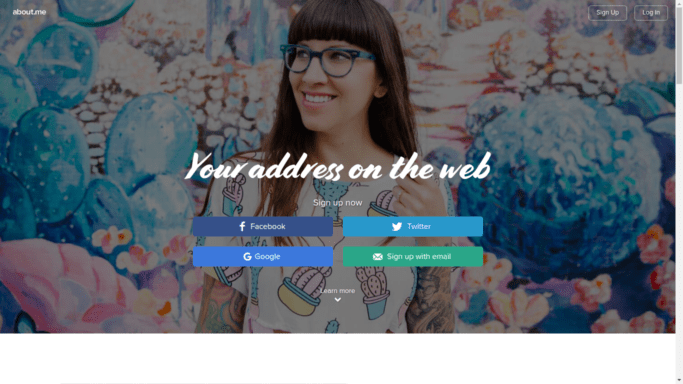 about.me
Sign Up
Log In
Your address on the web
Sign up now
Facebook
Twitter
Google
Sign up with email
Learn more